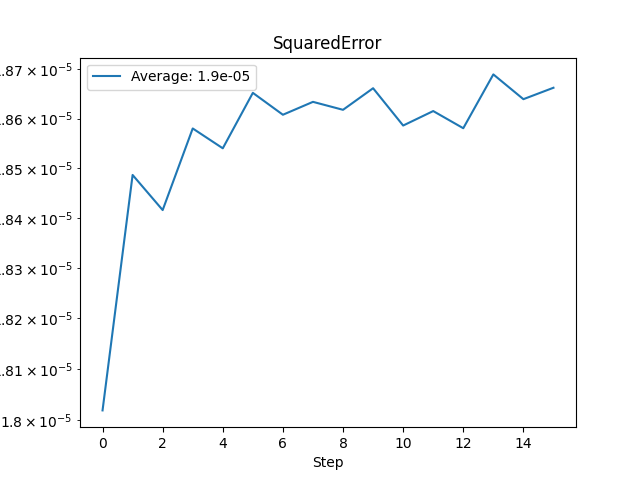 SquaredError
Average: 1.9e-05
.87 × 10⁻⁵
.86 × 10⁻⁵
.85 × 10⁻⁵
.84 × 10⁻⁵
.83 × 10⁻⁵
.82 × 10⁻⁵
.81 × 10⁻⁵
1.8 × 10⁻⁵
0 2 4 6 8 10 12 14
Step